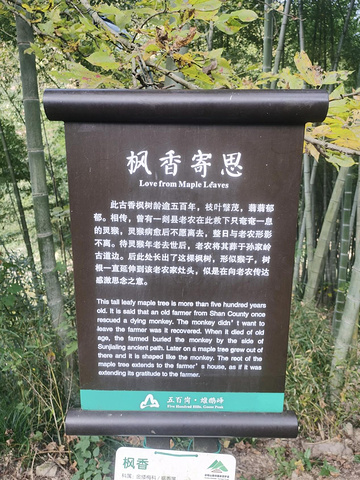 枫香寄思
Love from Maple Leaves
此古香枫树龄逾五百年，枝叶蟹茂，蓊蓊郁
郁。相传，曾有一剡县老农在此救下只奄奄一息
的灵猴，灵猴病愈后不愿离去，整日与老农形影
不离。待灵猴年老去世后，老农将其葬于孙家岭
古道边。后此处长出了这棵枫树，形似猴子，树
根一直延伸到该老农家处头，似是在向老农传达
感激思念之意。
This tall leafy maple tree is more than five hundred years
old. It is said that an old farmer from Shan County once
rescued a dying monkey. The monkey didn't want to
leave the farmer was it recovered. When it died of old
age, the farmed burled the monkey by the side of
Sunjialing ancient path. Later on a maple tree grew out of
there and it is shaped like the monkey. The root of the
maple tree extends to the farmer's house, as if it was
extending its gratitude to the farmer.
五百岗·雄鹅峰
枫香